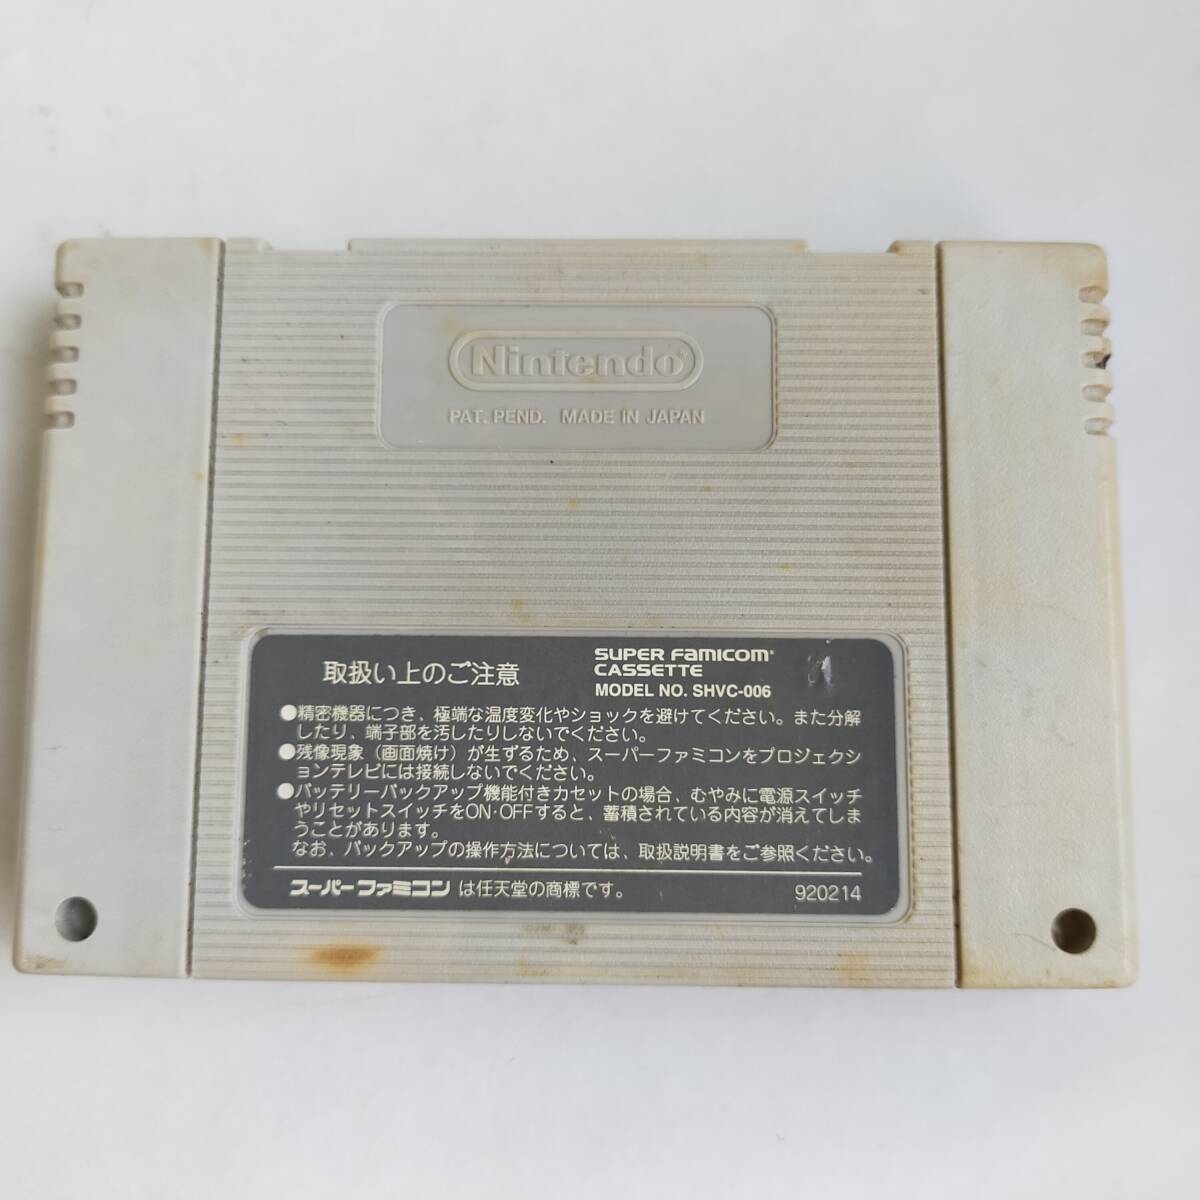 Nintendo®
PAT. PEND. MADE IN JAPAN
取扱い上のご注意
SUPER FAMICOM®
CASSETTE
MODEL NO. SHVC-006
●精密機器につき、極端な温度変化やショックを避けてください。また分解
したり、端子部を汚したりしないでください。
●残像現象（画面焼け）が生ずるため、スーパーファミコンをプロジェクシ
ョンテレビには接続しないでください。
●バッテリーバックアップ機能付きカセットの場合、むやみに電源スイッチ
やリセットスイッチをON・OFFすると、蓄積されている内容が消えてしま
うことがあります。
なお、バックアップの操作方法については、取扱説明書をご参照ください。
スーパーファミコン は任天堂の商標です。
920214